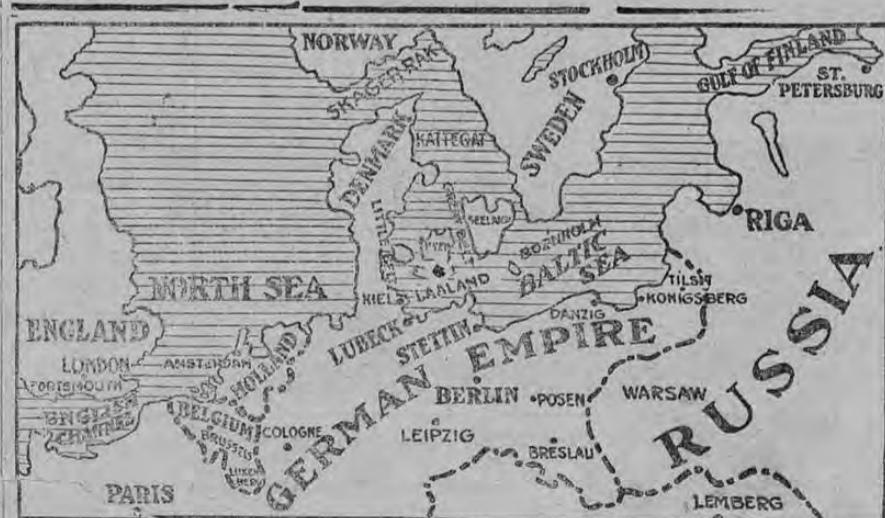 NORWAY
SKAGER RAK
STOCKHOLM
GULF OF FINLAND
ST.
PETERSBURG
SWEDEN
DENMARK
KATTEGAT
RIGA
LITTLE BELT
BORNHOLM
BALTIC
SEA
NORTH SEA
KIEL
LAALAND
TILSIT
KONIGSBERG
DANZIG
ENGLAND
LUBECK
STETTIN
LONDON
AMSTERDAM
HOLLAND
GERMAN EMPIRE
RUSSIA
PORTSMOUTH
ENGLISH
CHANNEL
BELGIUM
BRUSSELS
COLOGNE
BERLIN
POSEN
WARSAW
LEIPZIG
BRESLAU
PARIS
LEMBERG